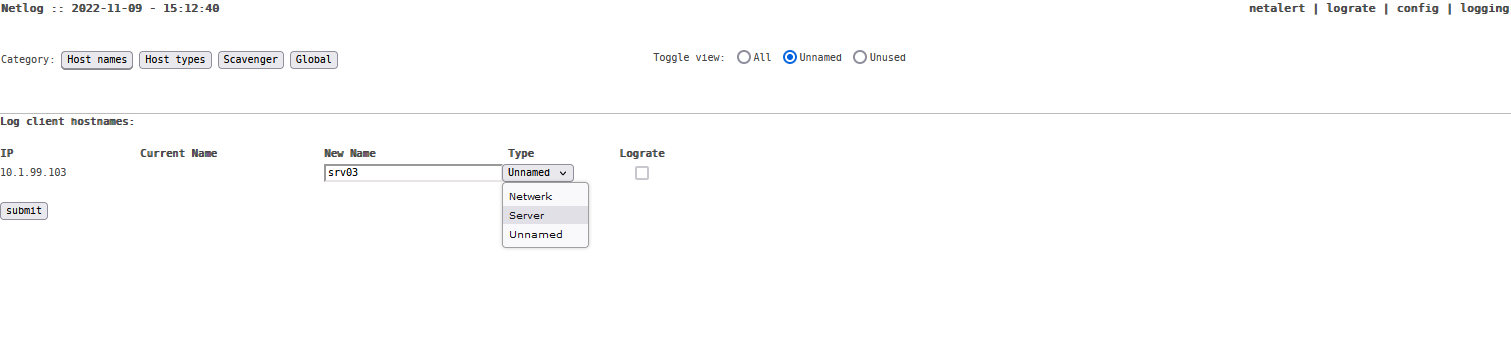 Netlog :: 2022-11-09 - 15:12:40 netalert | lograte | config | logging
Category: Host names Host types Scavenger Global Toggle view: All Unnamed Unused
Log client hostnames:
IP Current Name New Name Type Lograte
10.1.99.103 srv03 Unnamed
Netwerk
submit Server
Unnamed